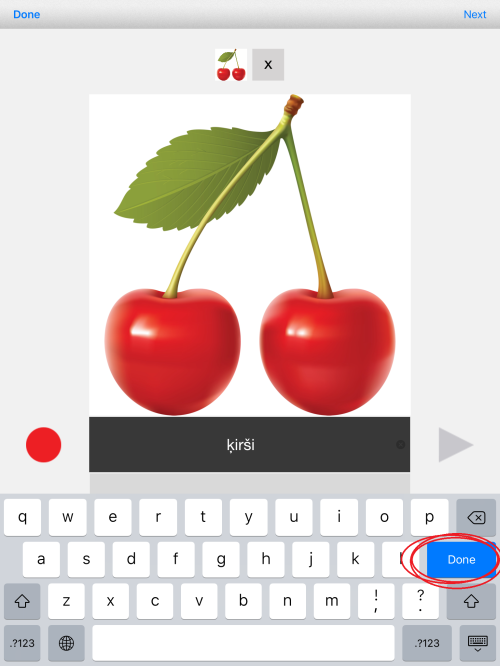 Done Next
x
ķirši
q w e r t y u i o p
a s d f g h j k l Done
z x c v b n m ! , ? .
.?123 .?123